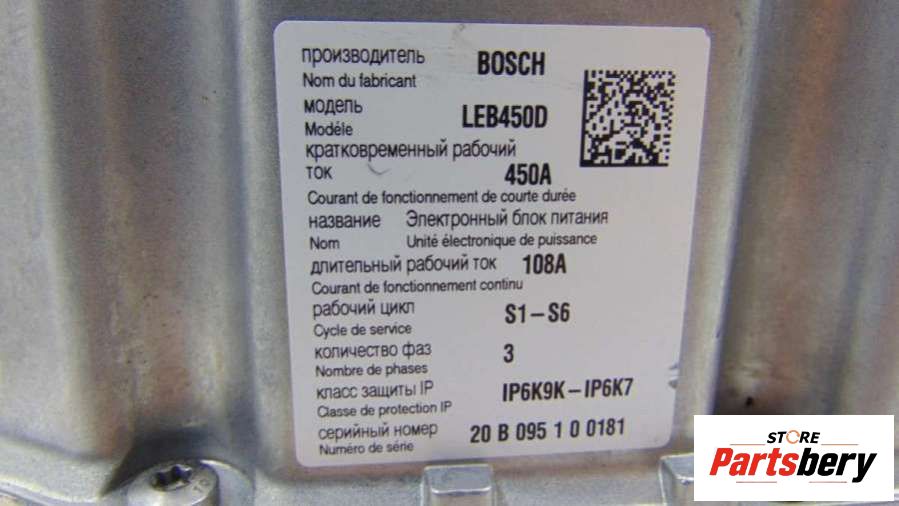 производитель BOSCH
Nom du fabricant
модель LEB450D
Modéle
кратковременный рабочий
ток 450A
Courant de fonctionnement de courte durée
название Электронный блок питания
Nom Unité électronique de puissance
длительный рабочий ток 108A
Courant de fonctionnement continu
рабочий цикл S1-S6
Cycle de service
количество фаз 3
Nombre de phases
класс защиты IP IP6K9K-IP6K7
Classe de protection IP
серийный номер 20 B 095 1 0 0181
Numéro de série
STORE
Partsbery